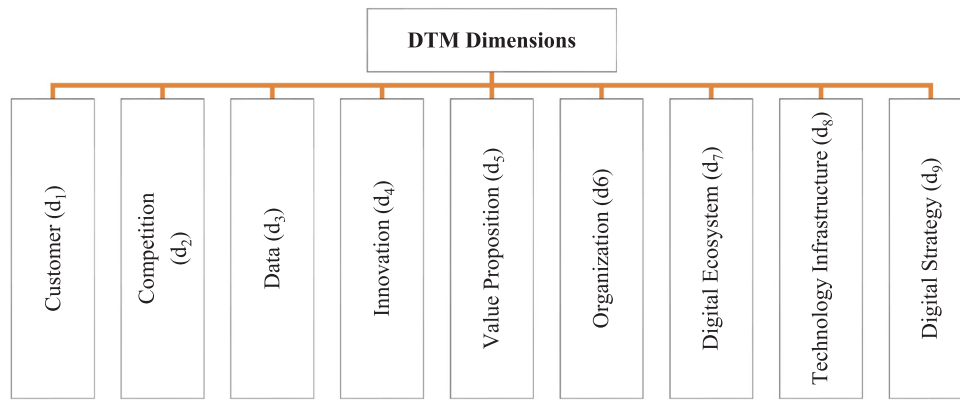 DTM Dimensions
Customer (d₁)
Competition
(d₂)
Data (d₃)
Innovation (d₄)
Value Proposition (d₅)
Organization (d6)
Digital Ecosystem (d₇)
Technology Infrastructure (d₈)
Digital Strategy (d₉)